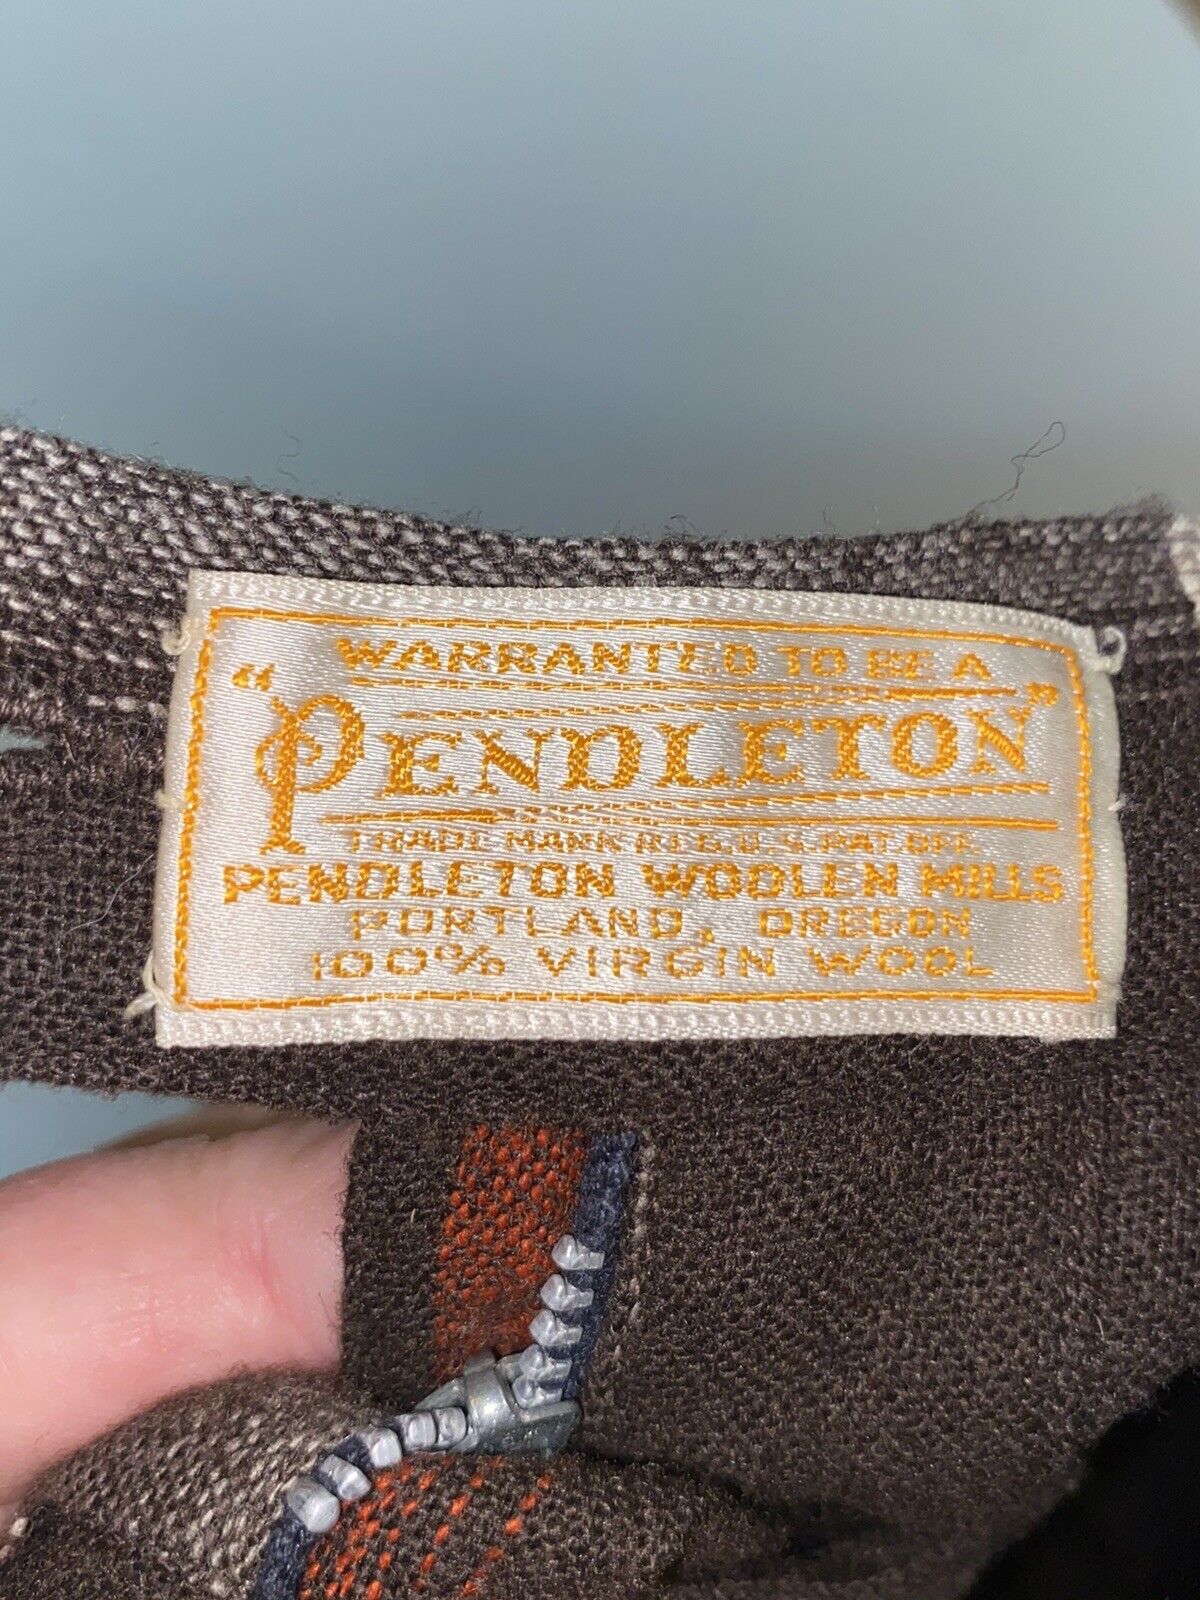 WARRANTED TO BE A
"PENDLETON"
TRADE MARK REG. U.S. PAT. OFF.
PENDLETON WOOLEN MILLS
PORTLAND, OREGON
100% VIRGIN WOOL